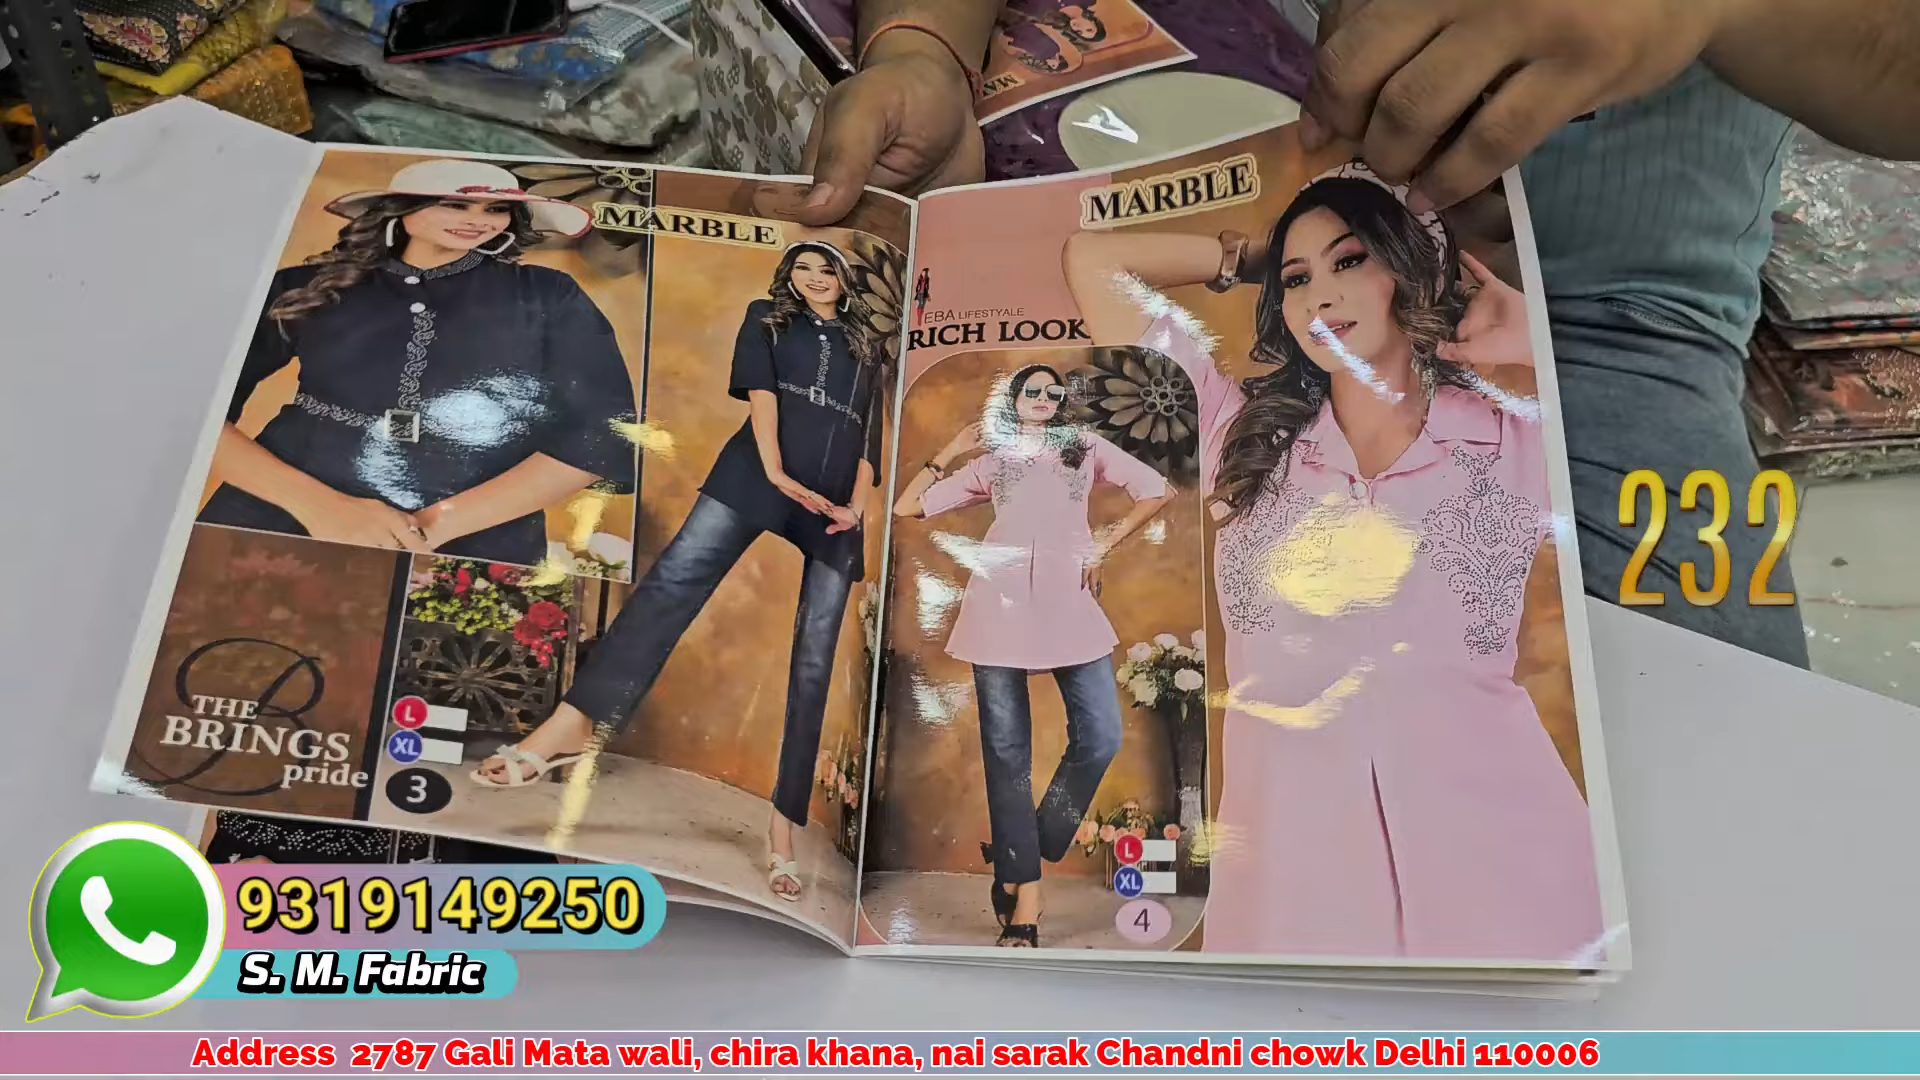 MARBLE
THE
BRINGS
pride
L
XL
3
MARBLE
EBA LIFESTYALE
RICH LOOK
L
XL
4
232
9319149250
S. M. Fabric
Address 2787 Gali Mata wali, chira khana, nai sarak Chandni chowk Delhi 110006